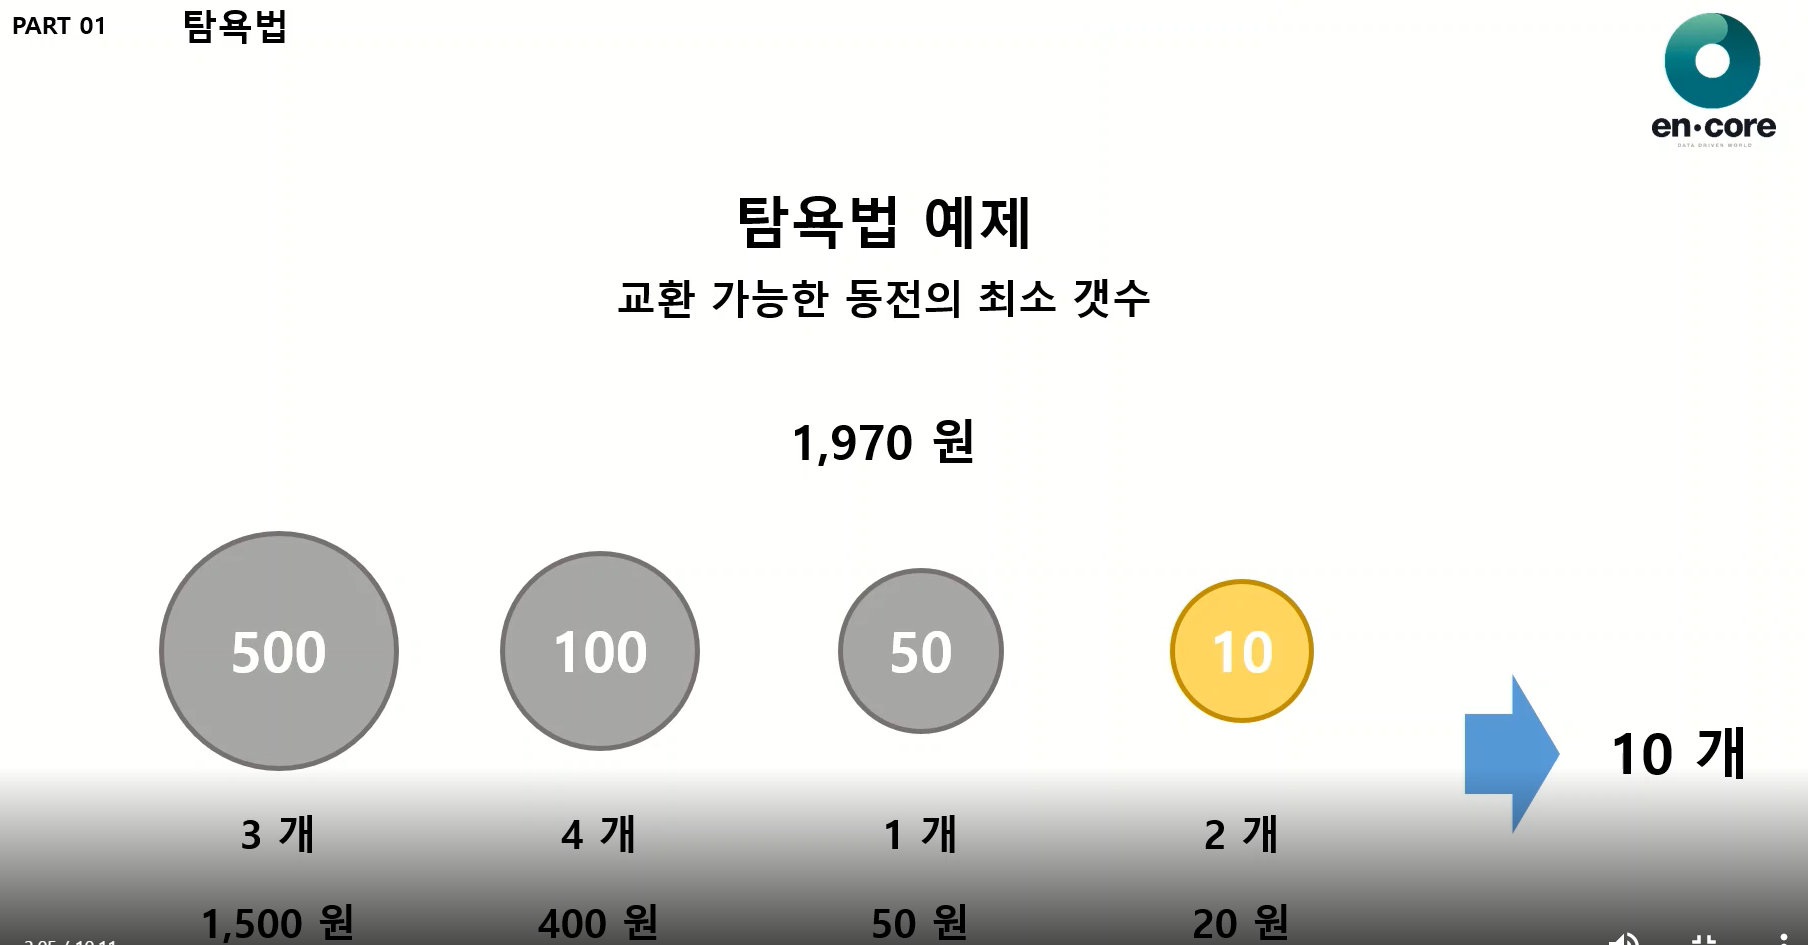 PART 01 탐욕법
en·core
DATA DRIVEN WORLD
탐욕법 예제
교환 가능한 동전의 최소 갯수
1,970 원
500 100 50 10
10 개
3 개 4 개 1 개 2 개
1,500 원 400 원 50 원 20 원